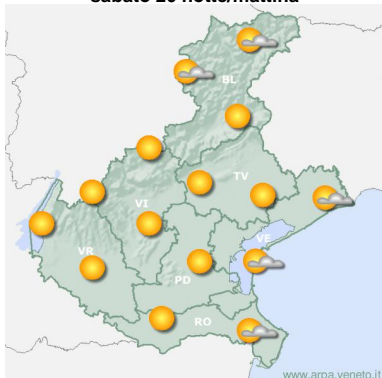 sabato 20 notte/mattina
BL
TV
VI
VE
VR
PD
RO
www.arpa.veneto.it